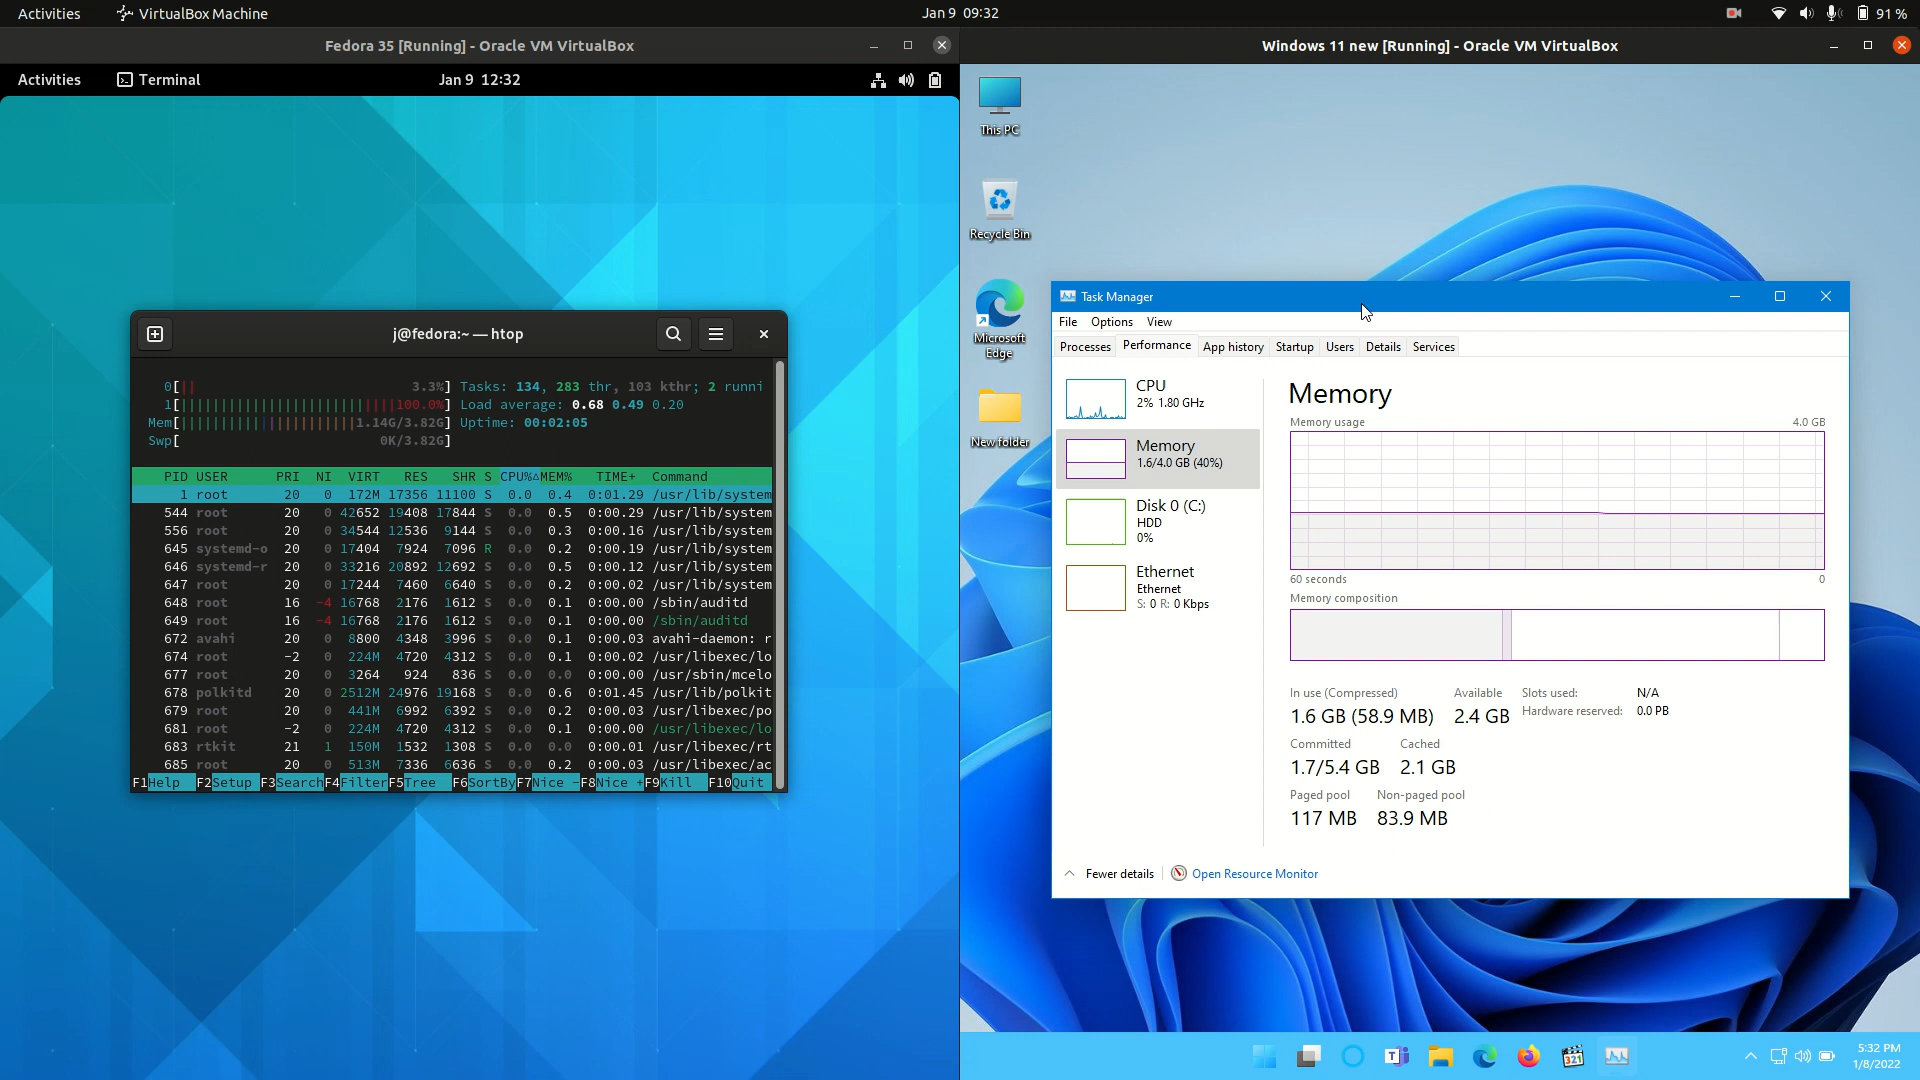 Activities VirtualBox Machine Jan 9 09:32 91 %
Fedora 35 [Running] - Oracle VM VirtualBox
Activities Terminal Jan 9 12:32
j@fedora:~ — htop
0[|| 3.3%] Tasks: 134, 283 thr, 103 kthr; 2 runni
1[||||||||||||||||||||||||||||100.0%] Load average: 0.68 0.49 0.20
Mem[||||||||||||||||||||||1.14G/3.82G] Uptime: 00:02:05
Swp[ 0K/3.82G]
PID USER PRI NI VIRT RES SHR S CPU%△MEM% TIME+ Command
1 root 20 0 172M 17356 11100 S 0.0 0.4 0:01.29 /usr/lib/system
544 root 20 0 42652 19408 17844 S 0.0 0.5 0:00.29 /usr/lib/system
556 root 20 0 34544 12536 9144 S 0.0 0.3 0:00.16 /usr/lib/system
645 systemd-o 20 0 17404 7924 7096 R 0.0 0.2 0:00.19 /usr/lib/system
646 systemd-r 20 0 33216 20892 12692 S 0.0 0.5 0:00.12 /usr/lib/system
647 root 20 0 17244 7460 6640 S 0.0 0.2 0:00.02 /usr/lib/system
648 root 16 -4 16768 2176 1612 S 0.0 0.1 0:00.00 /sbin/auditd
649 root 16 -4 16768 2176 1612 S 0.0 0.1 0:00.00 /sbin/auditd
672 avahi 20 0 8800 4348 3996 S 0.0 0.1 0:00.03 avahi-daemon: r
674 root -2 0 224M 4720 4312 S 0.0 0.1 0:00.02 /usr/libexec/lo
677 root 20 0 3264 924 836 S 0.0 0.0 0:00.00 /usr/sbin/mcelo
678 polkitd 20 0 2512M 24976 19168 S 0.0 0.6 0:01.45 /usr/lib/polkit
679 root 20 0 441M 6992 6392 S 0.0 0.2 0:00.03 /usr/libexec/po
681 root -2 0 224M 4720 4312 S 0.0 0.1 0:00.00 /usr/libexec/lo
683 rtkit 21 1 150M 1532 1308 S 0.0 0.0 0:00.01 /usr/libexec/rt
685 root 20 0 513M 7336 6636 S 0.0 0.2 0:00.03 /usr/libexec/ac
F1Help F2Setup F3SearchF4FilterF5Tree F6SortByF7Nice -F8Nice +F9Kill F10Quit
Windows 11 new [Running] - Oracle VM VirtualBox
This PC
Recycle Bin
Microsoft
Edge
New folder
Task Manager
File Options View
Processes Performance App history Startup Users Details Services
CPU
2% 1.80 GHz
Memory
1.6/4.0 GB (40%)
Disk 0 (C:)
HDD
0%
Ethernet
Ethernet
S: 0 R: 0 Kbps
Memory
Memory usage 4.0 GB
60 seconds 0
Memory composition
In use (Compressed) Available Slots used: N/A
1.6 GB (58.9 MB) 2.4 GB Hardware reserved: 0.0 PB
Committed Cached
1.7/5.4 GB 2.1 GB
Paged pool Non-paged pool
117 MB 83.9 MB
Fewer details Open Resource Monitor
T
321
5:32 PM
1/8/2022